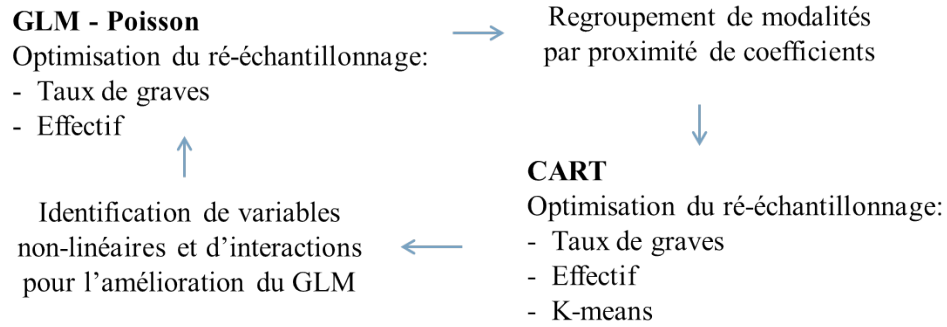 GLM - Poisson
Optimisation du ré-échantillonnage:
- Taux de graves
- Effectif
Regroupement de modalités
par proximité de coefficients
CART
Optimisation du ré-échantillonnage:
- Taux de graves
- Effectif
- K-means
Identification de variables
non-linéaires et d’interactions
pour l’amélioration du GLM